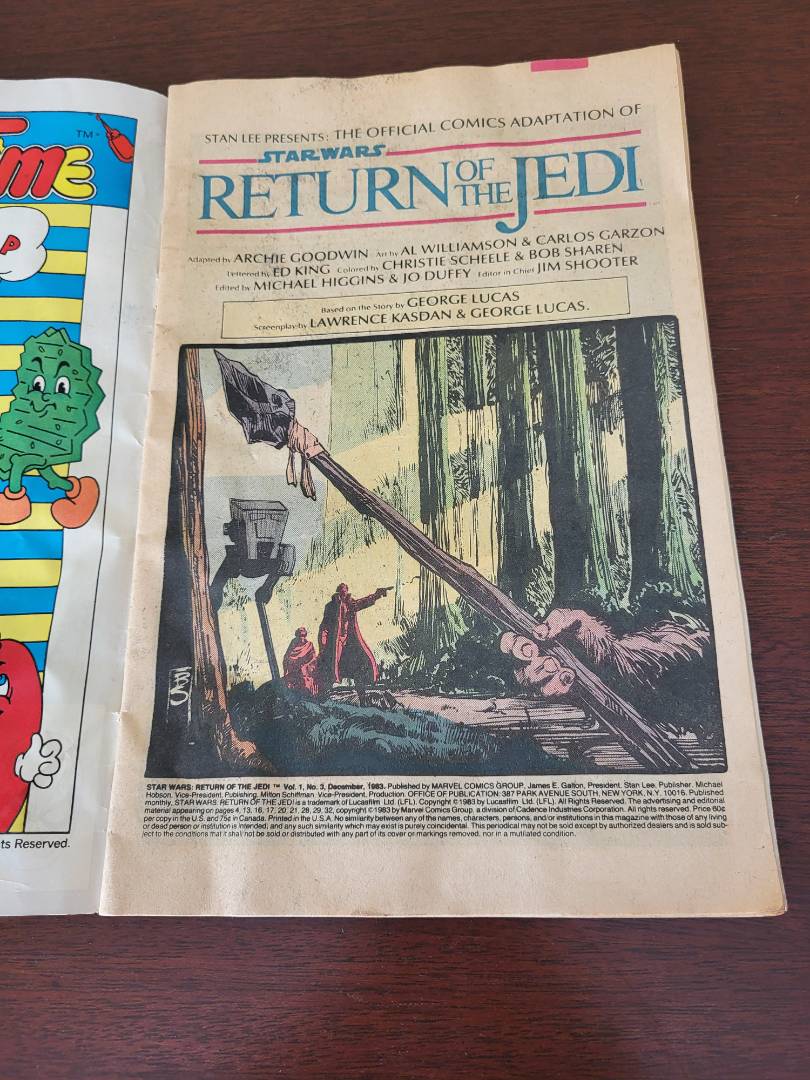 TM
ME
P
ts Reserved.
STAN LEE PRESENTS: THE OFFICIAL COMICS ADAPTATION OF
STAR WARS
RETURN OF THE JEDI
Adapted by ARCHIE GOODWIN Art by AL WILLIAMSON & CARLOS GARZON
Lettered by ED KING Colored by CHRISTIE SCHEELE & BOB SHAREN
Edited by MICHAEL HIGGINS & JO DUFFY Editor in Chief JIM SHOOTER
Based on the Story by GEORGE LUCAS
Screenplay by LAWRENCE KASDAN & GEORGE LUCAS.
STAR WARS: RETURN OF THE JEDI ™ Vol. 1, No. 3, December, 1983. Published by MARVEL COMICS GROUP, James E. Galton, President. Stan Lee, Publisher. Michael
Hobson, Vice-President, Publishing. Milton Schiffman, Vice-President, Production. OFFICE OF PUBLICATION: 387 PARK AVENUE SOUTH, NEW YORK, N.Y. 10016. Published
monthly. STAR WARS: RETURN OF THE JEDI is a trademark of Lucasfilm Ltd. (LFL). Copyright ©1983 by Lucasfilm Ltd. (LFL). All Rights Reserved. The advertising and editorial
material appearing on pages 4, 13, 16, 17, 20, 21, 28, 29, 32, copyright ©1983 by Marvel Comics Group, a division of Cadence Industries Corporation. All rights reserved. Price 60¢
per copy in the U.S. and 75¢ in Canada. Printed in the U.S.A. No similarity between any of the names, characters, persons, and/or institutions in this magazine with those of any living
or dead person or institution is intended; and any such similarity which may exist is purely coincidental. This periodical may not be sold except by authorized dealers and is sold sub-
ject to the conditions that it shall not be sold or distributed with any part of its cover or markings removed, nor in a mutilated condition.